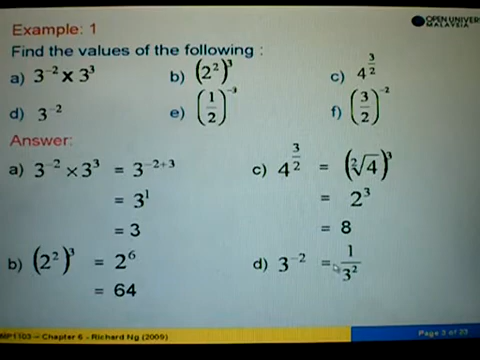 Example: 1
OPEN UNIVER
MALAYSIA
Find the values of the following :
a) 3⁻² x 3³ b) (2²)³ c) 4^(3/2)
d) 3⁻² e) (1/2)⁻³ f) (3/2)⁻²
Answer:
a) 3⁻² × 3³ = 3⁻²⁺³ c) 4^(3/2) = (²√4)³
= 3¹ = 2³
= 3 = 8
b) (2²)³ = 2⁶ d) 3⁻² = 1/3²
= 64
MP1103 – Chapter 6 - Richard Ng (2009) Page 3 of 23